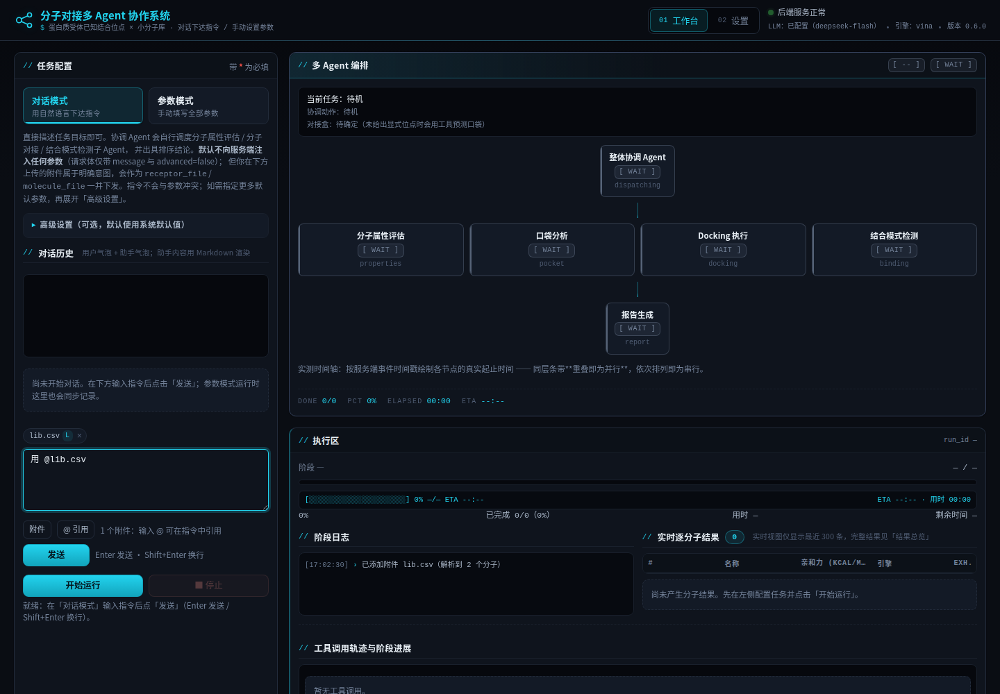 分子对接多 Agent 协作系统
$ 蛋白质受体已知结合位点 × 小分子库 · 对话下达指令 / 手动设置参数
01 工作台
02 设置
后端服务正常
LLM: 已配置 (deepseek-flash) • 引擎: vina • 版本 0.6.0
// 任务配置
带 * 为必填
对话模式
用自然语言下达指令
参数模式
手动填写全部参数
直接描述任务目标即可。协调 Agent 会自行调度分子属性评估 / 分子
对接 / 结合模式检测子 Agent， 并出具排序结论。默认不向服务端注
入任何参数（请求体仅带 message 与 advanced=false）；但你在下方
上传的附件属于明确意图，会作为 receptor_file /
molecule_file 一并下发。指令不会与参数冲突；如需指定更多默
认参数，再展开「高级设置」。
▸ 高级设置（可选，默认使用系统默认值）
// 对话历史
用户气泡 + 助手气泡；助手内容用 Markdown 渲染
尚未开始对话。在下方输入指令后点击「发送」；参数模式运行时
这里也会同步记录。
lib.csv L ×
用 @lib.csv
附件
@ 引用
1 个附件：输入 @ 可在指令中引用
发送
Enter 发送 · Shift+Enter 换行
开始运行
■ 停止
就绪：在「对话模式」输入指令后点「发送」（Enter 发送 /
Shift+Enter 换行）。
// 多 Agent 编排
[ -- ]
[ WAIT ]
当前任务：待机
协调动作：待机
对接盒：待确定（未给出显式位点时会用工具预测口袋）
整体协调 Agent
[ WAIT ]
dispatching
分子属性评估
[ WAIT ]
properties
口袋分析
[ WAIT ]
pocket
Docking 执行
[ WAIT ]
docking
结合模式检测
[ WAIT ]
binding
报告生成
[ WAIT ]
report
实测时间轴：按服务端事件时间戳绘制各节点的真实起止时间 —— 同层条带**重叠即为并行**，依次排列即为串行。
DONE 0/0 PCT 0% ELAPSED 00:00 ETA --:--
// 执行区
run_id —
阶段 —
— / —
[░░░░░░░░░░░░░░░░░░░░] 0% —/— ETA --:--
ETA --:-- · 用时 00:00
0%
已完成 0/0（0%）
用时 —
剩余时间 —
// 阶段日志
[17:02:30] › 已添加附件 lib.csv（解析到 2 个分子）
// 实时逐分子结果 0
实时视图仅显示最近 300 条，完整结果见「结果总览」
# 名称 亲和力 (KCAL/M… 引擎 EXH.
尚未产生分子结果。先在左侧配置任务并点击「开始运行」。
// 工具调用轨迹与阶段进展
暂无工具调用。